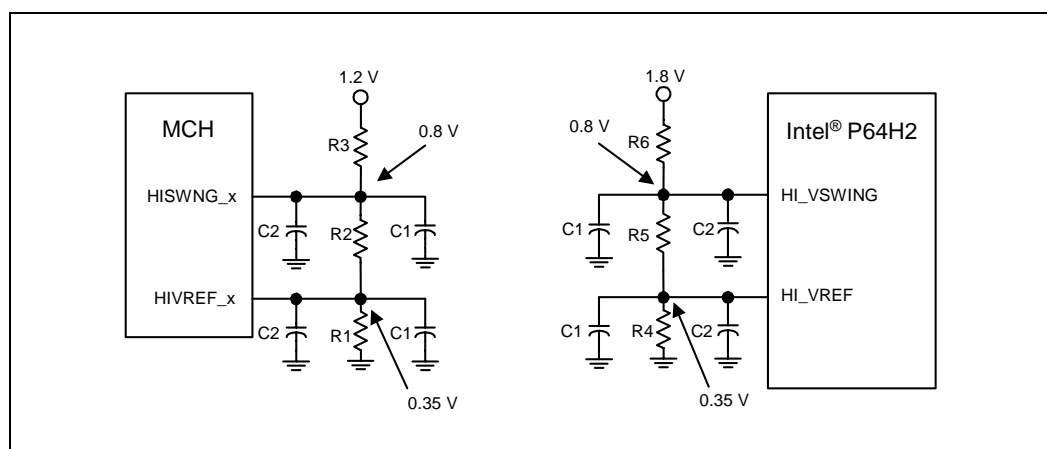 1.2 V
MCH
R3
0.8 V
HISWNG_x
C2
R2
C1
HIVREF_x
C2
R1
C1
0.35 V
1.8 V
Intel® P64H2
0.8 V
R6
HI_VSWING
C1
R5
C2
HI_VREF
C1
R4
C2
0.35 V